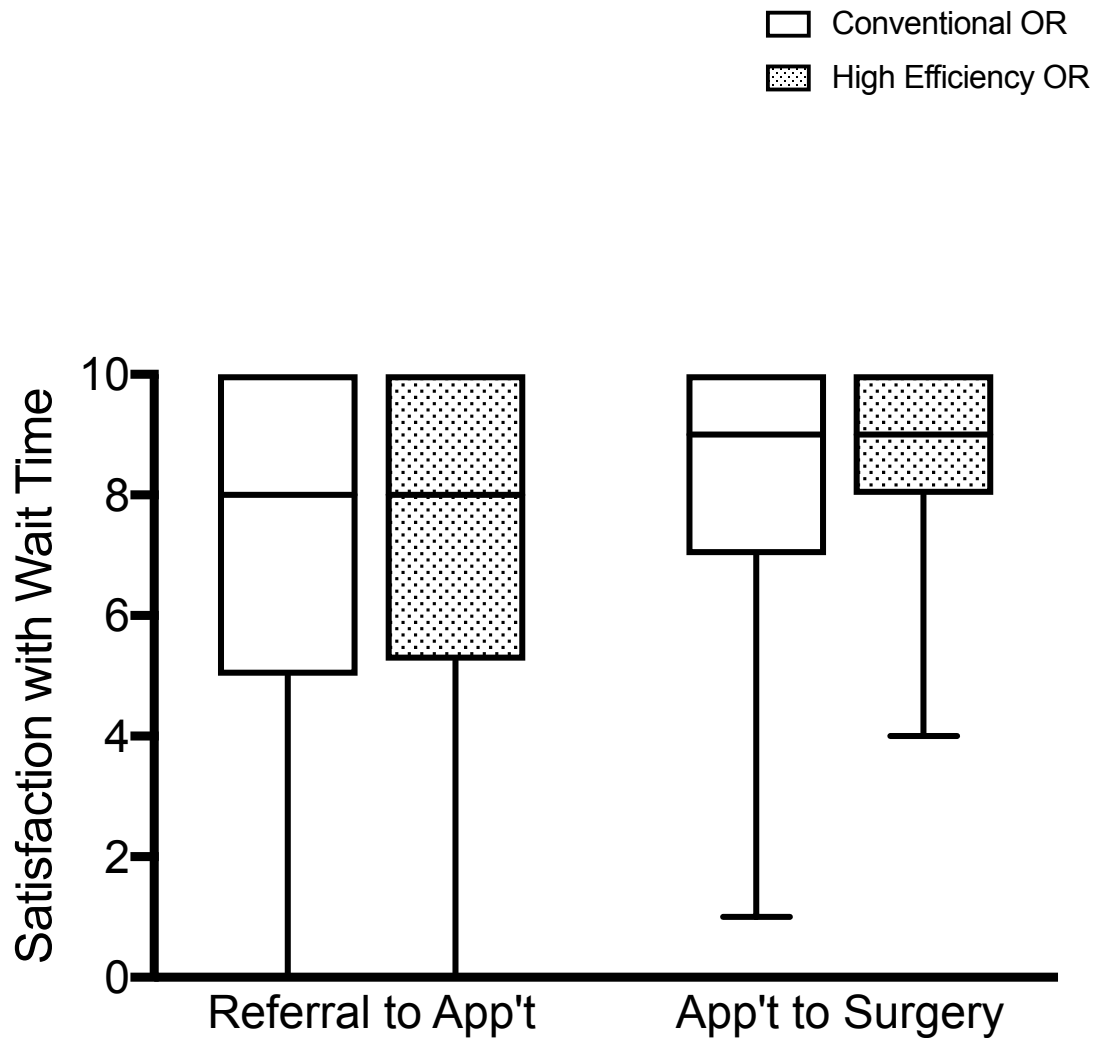 Conventional OR
High Efficiency OR
Satisfaction with Wait Time
10
8
6
4
2
0
Referral to App't
App't to Surgery